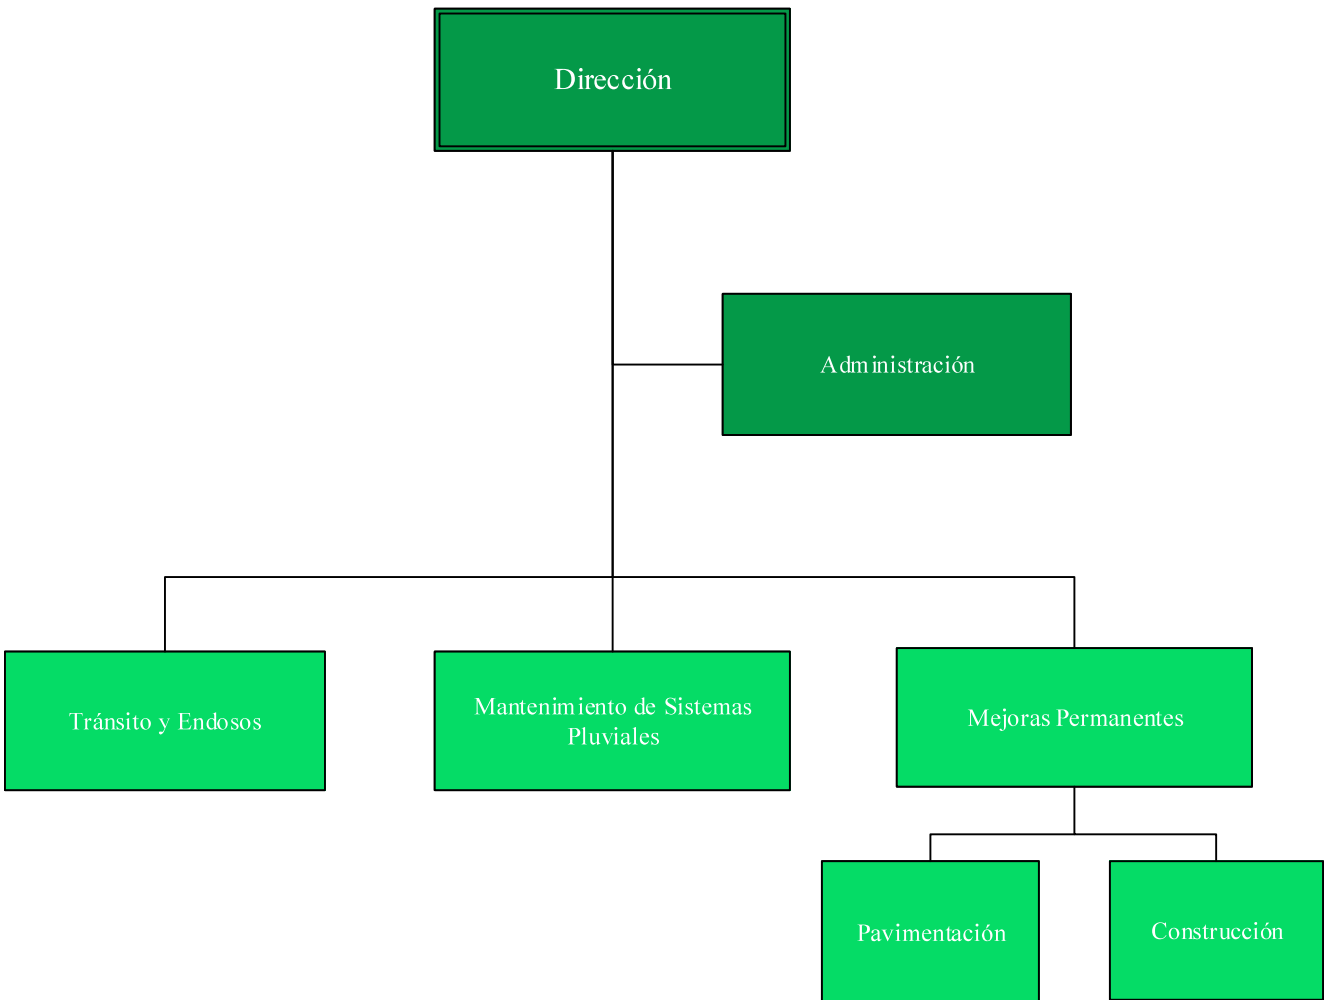 Dirección
Administración
Tránsito y Endosos
Mantenimiento de Sistemas
Pluviales
Mejoras Permanentes
Pavimentación
Construcción